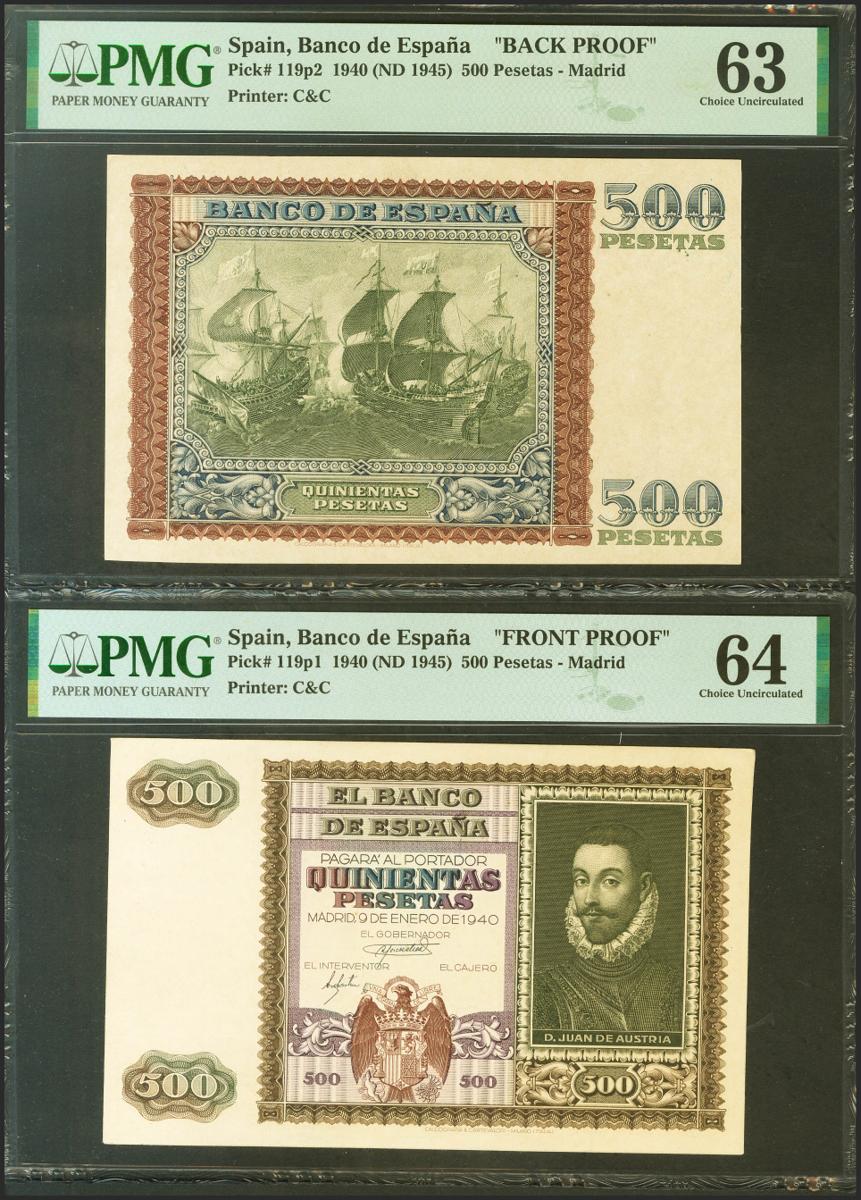 PMG®
PAPER MONEY GUARANTY
Spain, Banco de España "BACK PROOF"
Pick# 119p2 1940 (ND 1945) 500 Pesetas - Madrid
Printer: C&C
63
Choice Uncirculated
BANCO DE ESPAÑA
500
PESETAS
QUINIENTAS
PESETAS
500
PESETAS
PMG®
PAPER MONEY GUARANTY
Spain, Banco de España "FRONT PROOF"
Pick# 119p1 1940 (ND 1945) 500 Pesetas - Madrid
Printer: C&C
64
Choice Uncirculated
500
EL BANCO
DE ESPAÑA
PAGARA' AL PORTADOR
QUINIENTAS
PESETAS
MADRID, 9 DE ENERO DE 1940
EL GOBERNADOR
EL INTERVENTOR EL CAJERO
D. JUAN DE AUSTRIA
500
500 500
500